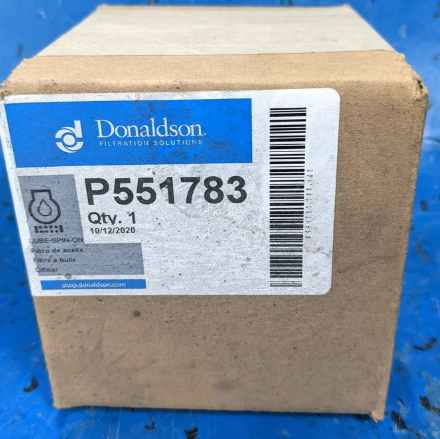 Donaldson
FILTRATION SOLUTIONS
P551783
Qty. 1
10/12/2020
LUBE-SPIN-ON
Filtro de aceite
Filtre à huile
Ölfilter
shop.donaldson.com